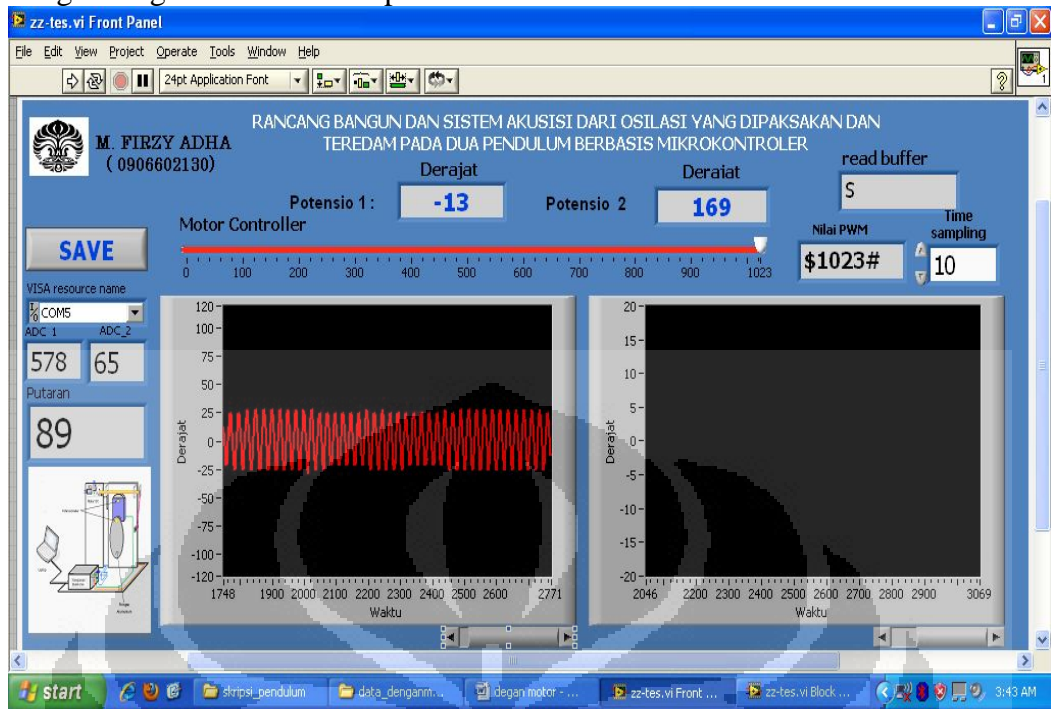 zz-tes.vi Front Panel
File Edit View Project Operate Tools Window Help
24pt Application Font
1
M. FIRZY ADHA
( 0906602130)
RANCANG BANGUN DAN SISTEM AKUSISI DARI OSILASI YANG DIPAKSAKAN DAN
TEREDAM PADA DUA PENDULUM BERBASIS MIKROKONTROLER
Derajat
Potensio 1 :
-13
Deraiat
Potensio 2
169
read buffer
S
Motor Controller
0 100 200 300 400 500 600 700 800 900 1023
Nilai PWM
$1023#
Time
sampling
10
SAVE
VISA resource name
COM5
ADC 1 ADC_2
578 65
Putaran
89
Derajat
120
100
75
50
25
0
-25
-50
-75
-100
-120
1748 1900 2000 2100 2200 2300 2400 2500 2600 2771
Waktu
Derajat
20
15
10
5
0
-5
-10
-15
-20
2046 2200 2300 2400 2500 2600 2700 2800 2900 3069
Waktu
start
skripsi_pendulum
data_denganm...
degan motor - ...
zz-tes.vi Front ...
zz-tes.vi Block ...
3:43 AM